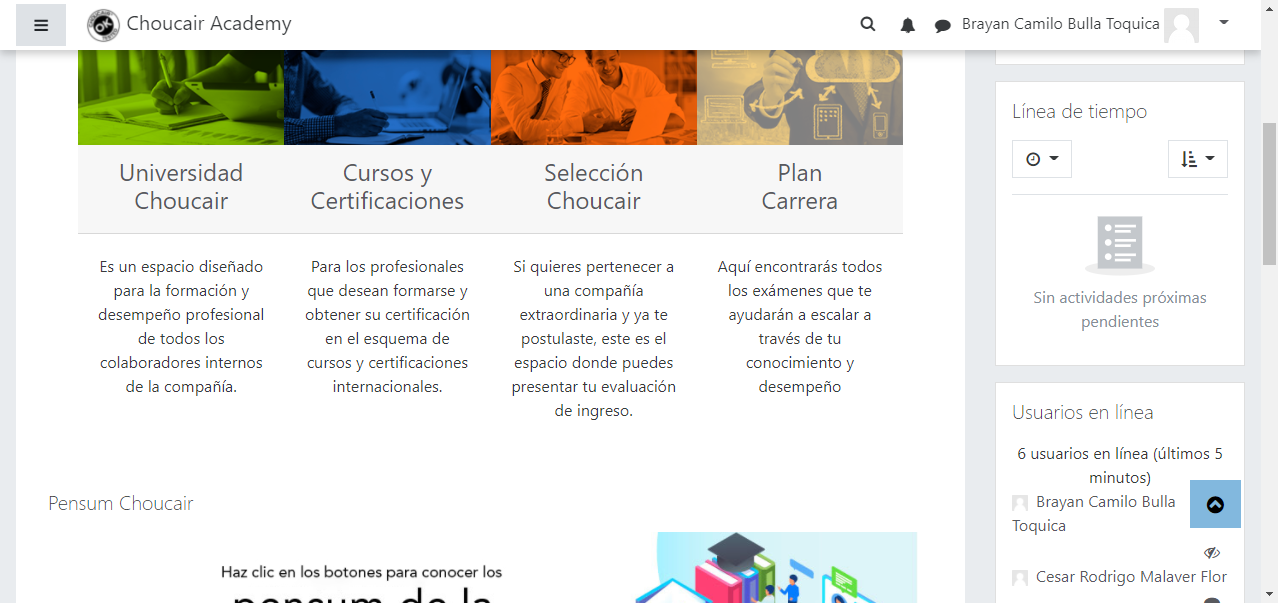 Choucair Academy
Brayan Camilo Bulla Toquica
Universidad
Choucair
Cursos y
Certificaciones
Selección
Choucair
Plan
Carrera
Es un espacio diseñado
para la formación y
desempeño profesional
de todos los
colaboradores internos
de la compañía.
Para los profesionales
que desean formarse y
obtener su certificación
en el esquema de
cursos y certificaciones
internacionales.
Si quieres pertenecer a
una compañía
extraordinaria y ya te
postulaste, este es el
espacio donde puedes
presentar tu evaluación
de ingreso.
Aquí encontrarás todos
los exámenes que te
ayudarán a escalar a
través de tu
conocimiento y
desempeño
Pensum Choucair
Haz clic en los botones para conocer los
pensum de la
Línea de tiempo
Sin actividades próximas
pendientes
Usuarios en línea
6 usuarios en línea (últimos 5
minutos)
Brayan Camilo Bulla
Toquica
Cesar Rodrigo Malaver Flor